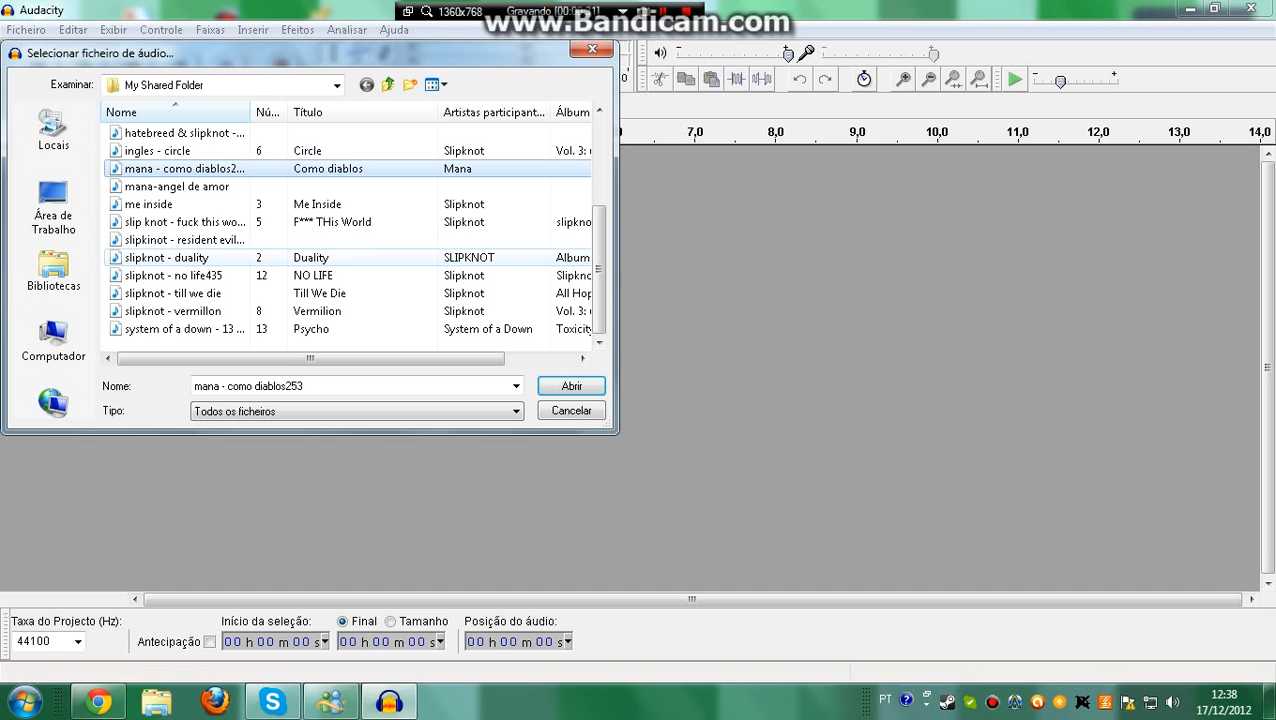 Audacity
1360x768 Gravando [00:
www.Bandicam.com
Ficheiro Editar Exibir Controle Faixas Inserir Efeitos Analisar Ajuda
Selecionar ficheiro de áudio...
Examinar: My Shared Folder
Nome Nú... Título Artistas participant... Álbum
7,0 8,0 9,0 10,0 11,0 12,0 13,0 14,0
hatebreed & slipknot -...
ingles - circle 6 Circle Slipknot Vol. 3:
mana - como diablos2... Como diablos Mana
mana-angel de amor
me inside 3 Me Inside Slipknot
slip knot - fuck this wo... 5 F*** THis World Slipknot slipkno
slipikinot - resident evil...
slipknot - duality 2 Duality SLIPKNOT Album
slipknot - no life435 12 NO LIFE Slipknot Slipkno
slipknot - till we die Till We Die Slipknot All Hop
slipknot - vermillon 8 Vermilion Slipknot Vol. 3:
system of a down - 13 ... 13 Psycho System of a Down Toxicity
Locais
Área de
Trabalho
Bibliotecas
Computador
Nome: mana - como diablos253 Abrir
Tipo: Todos os ficheiros Cancelar
Taxa do Projecto (Hz): Início da seleção: Final Tamanho Posição do áudio:
44100 Antecipação 00 h 00 m 00 s 00 h 00 m 00 s 00 h 00 m 00 s
PT 12:38
17/12/2012